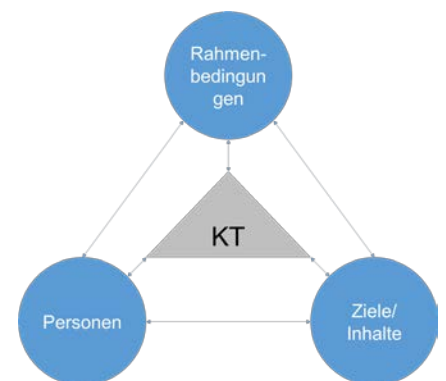 Rahmen-
bedingun
gen
KT
Personen
Ziele/
Inhalte